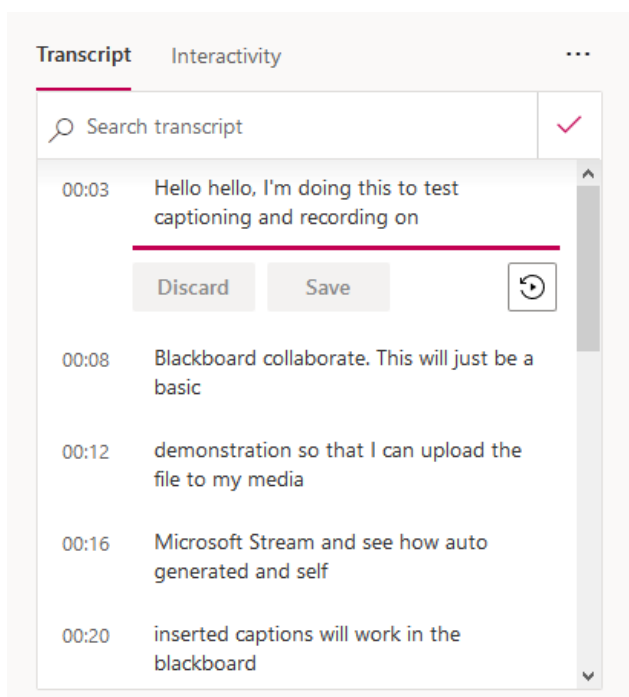 Transcript Interactivity ...
Search transcript
00:03 Hello hello, I'm doing this to test
captioning and recording on
Discard Save
00:08 Blackboard collaborate. This will just be a
basic
00:12 demonstration so that I can upload the
file to my media
00:16 Microsoft Stream and see how auto
generated and self
00:20 inserted captions will work in the
blackboard